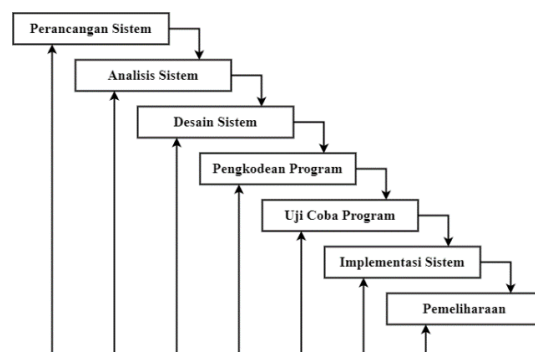 Perancangan Sistem
Analisis Sistem
Desain Sistem
Pengkodean Program
Uji Coba Program
Implementasi Sistem
Pemeliharaan